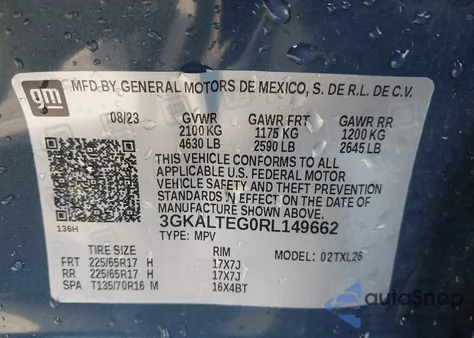 gm
MFD BY GENERAL MOTORS DE MEXICO, S. DE R.L. DE C.V.
08/23 GVWR GAWR FRT GAWR RR
2100 KG 1175 KG 1200 KG
4630 LB 2590 LB 2645 LB
THIS VEHICLE CONFORMS TO ALL
APPLICABLE U.S. FEDERAL MOTOR
VEHICLE SAFETY AND THEFT PREVENTION
STANDARDS IN EFFECT ON THE DATE OF
MANUFACTURE SHOWN ABOVE.
3GKALTEG0RL149662
136H TYPE: MPV MODEL: 02TXL26
TIRE SIZE RIM
FRT 225/65R17 H 17X7J
RR 225/65R17 H 17X7J
SPA T135/70R16 M 16X4BT
autoSnap